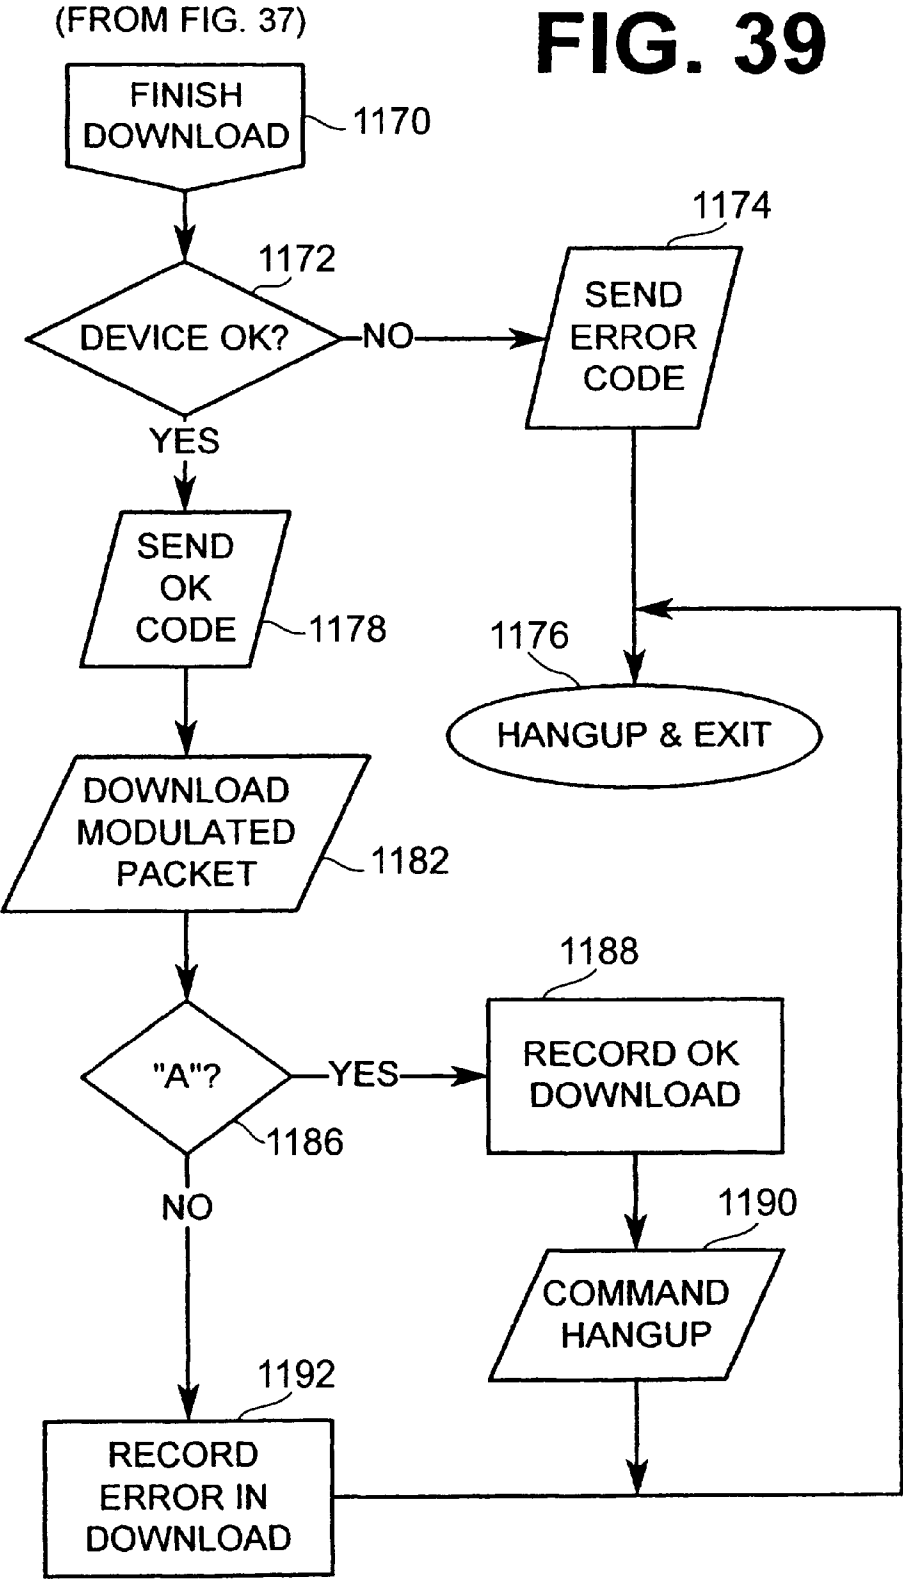 (FROM FIG. 37)
FIG. 39
FINISH
DOWNLOAD
1170
1172
DEVICE OK?
NO
1174
SEND
ERROR
CODE
YES
SEND
OK
CODE
1178
1176
HANGUP & EXIT
DOWNLOAD
MODULATED
PACKET
1182
"A"?
1186
YES
1188
RECORD OK
DOWNLOAD
NO
1190
COMMAND
HANGUP
1192
RECORD
ERROR IN
DOWNLOAD